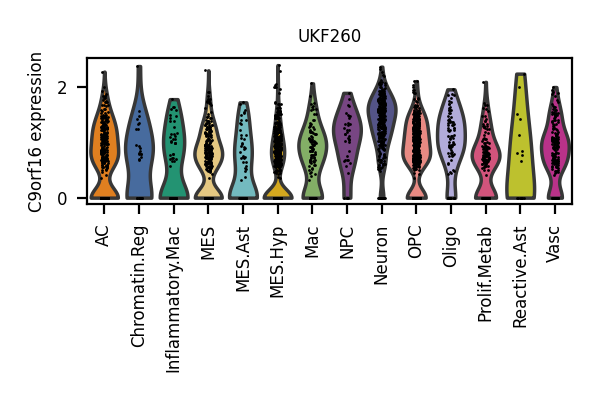 UKF260
C9orf16 expression
2
0
AC
Chromatin.Reg
Inflammatory.Mac
MES
MES.Ast
MES.Hyp
Mac
NPC
Neuron
OPC
Oligo
Prolif.Metab
Reactive.Ast
Vasc